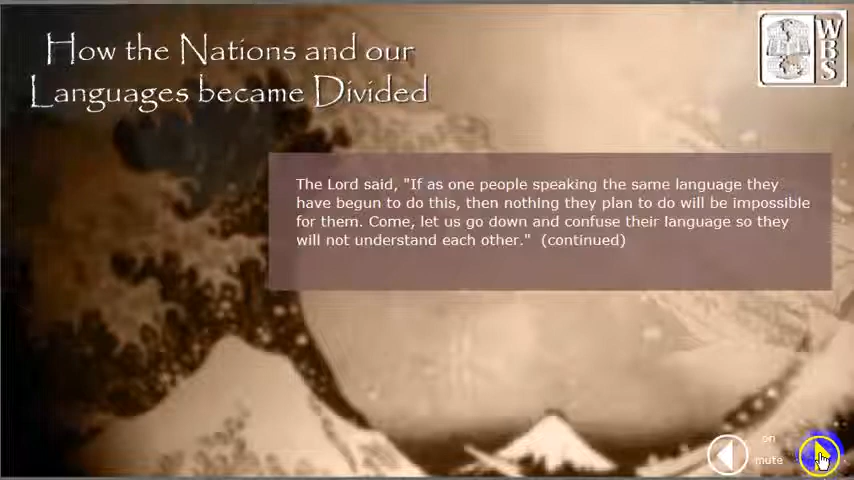 How the Nations and our
Languages became Divided
WBS
The Lord said, "If as one people speaking the same language they
have begun to do this, then nothing they plan to do will be impossible
for them. Come, let us go down and confuse their language so they
will not understand each other." (continued)
on
mute